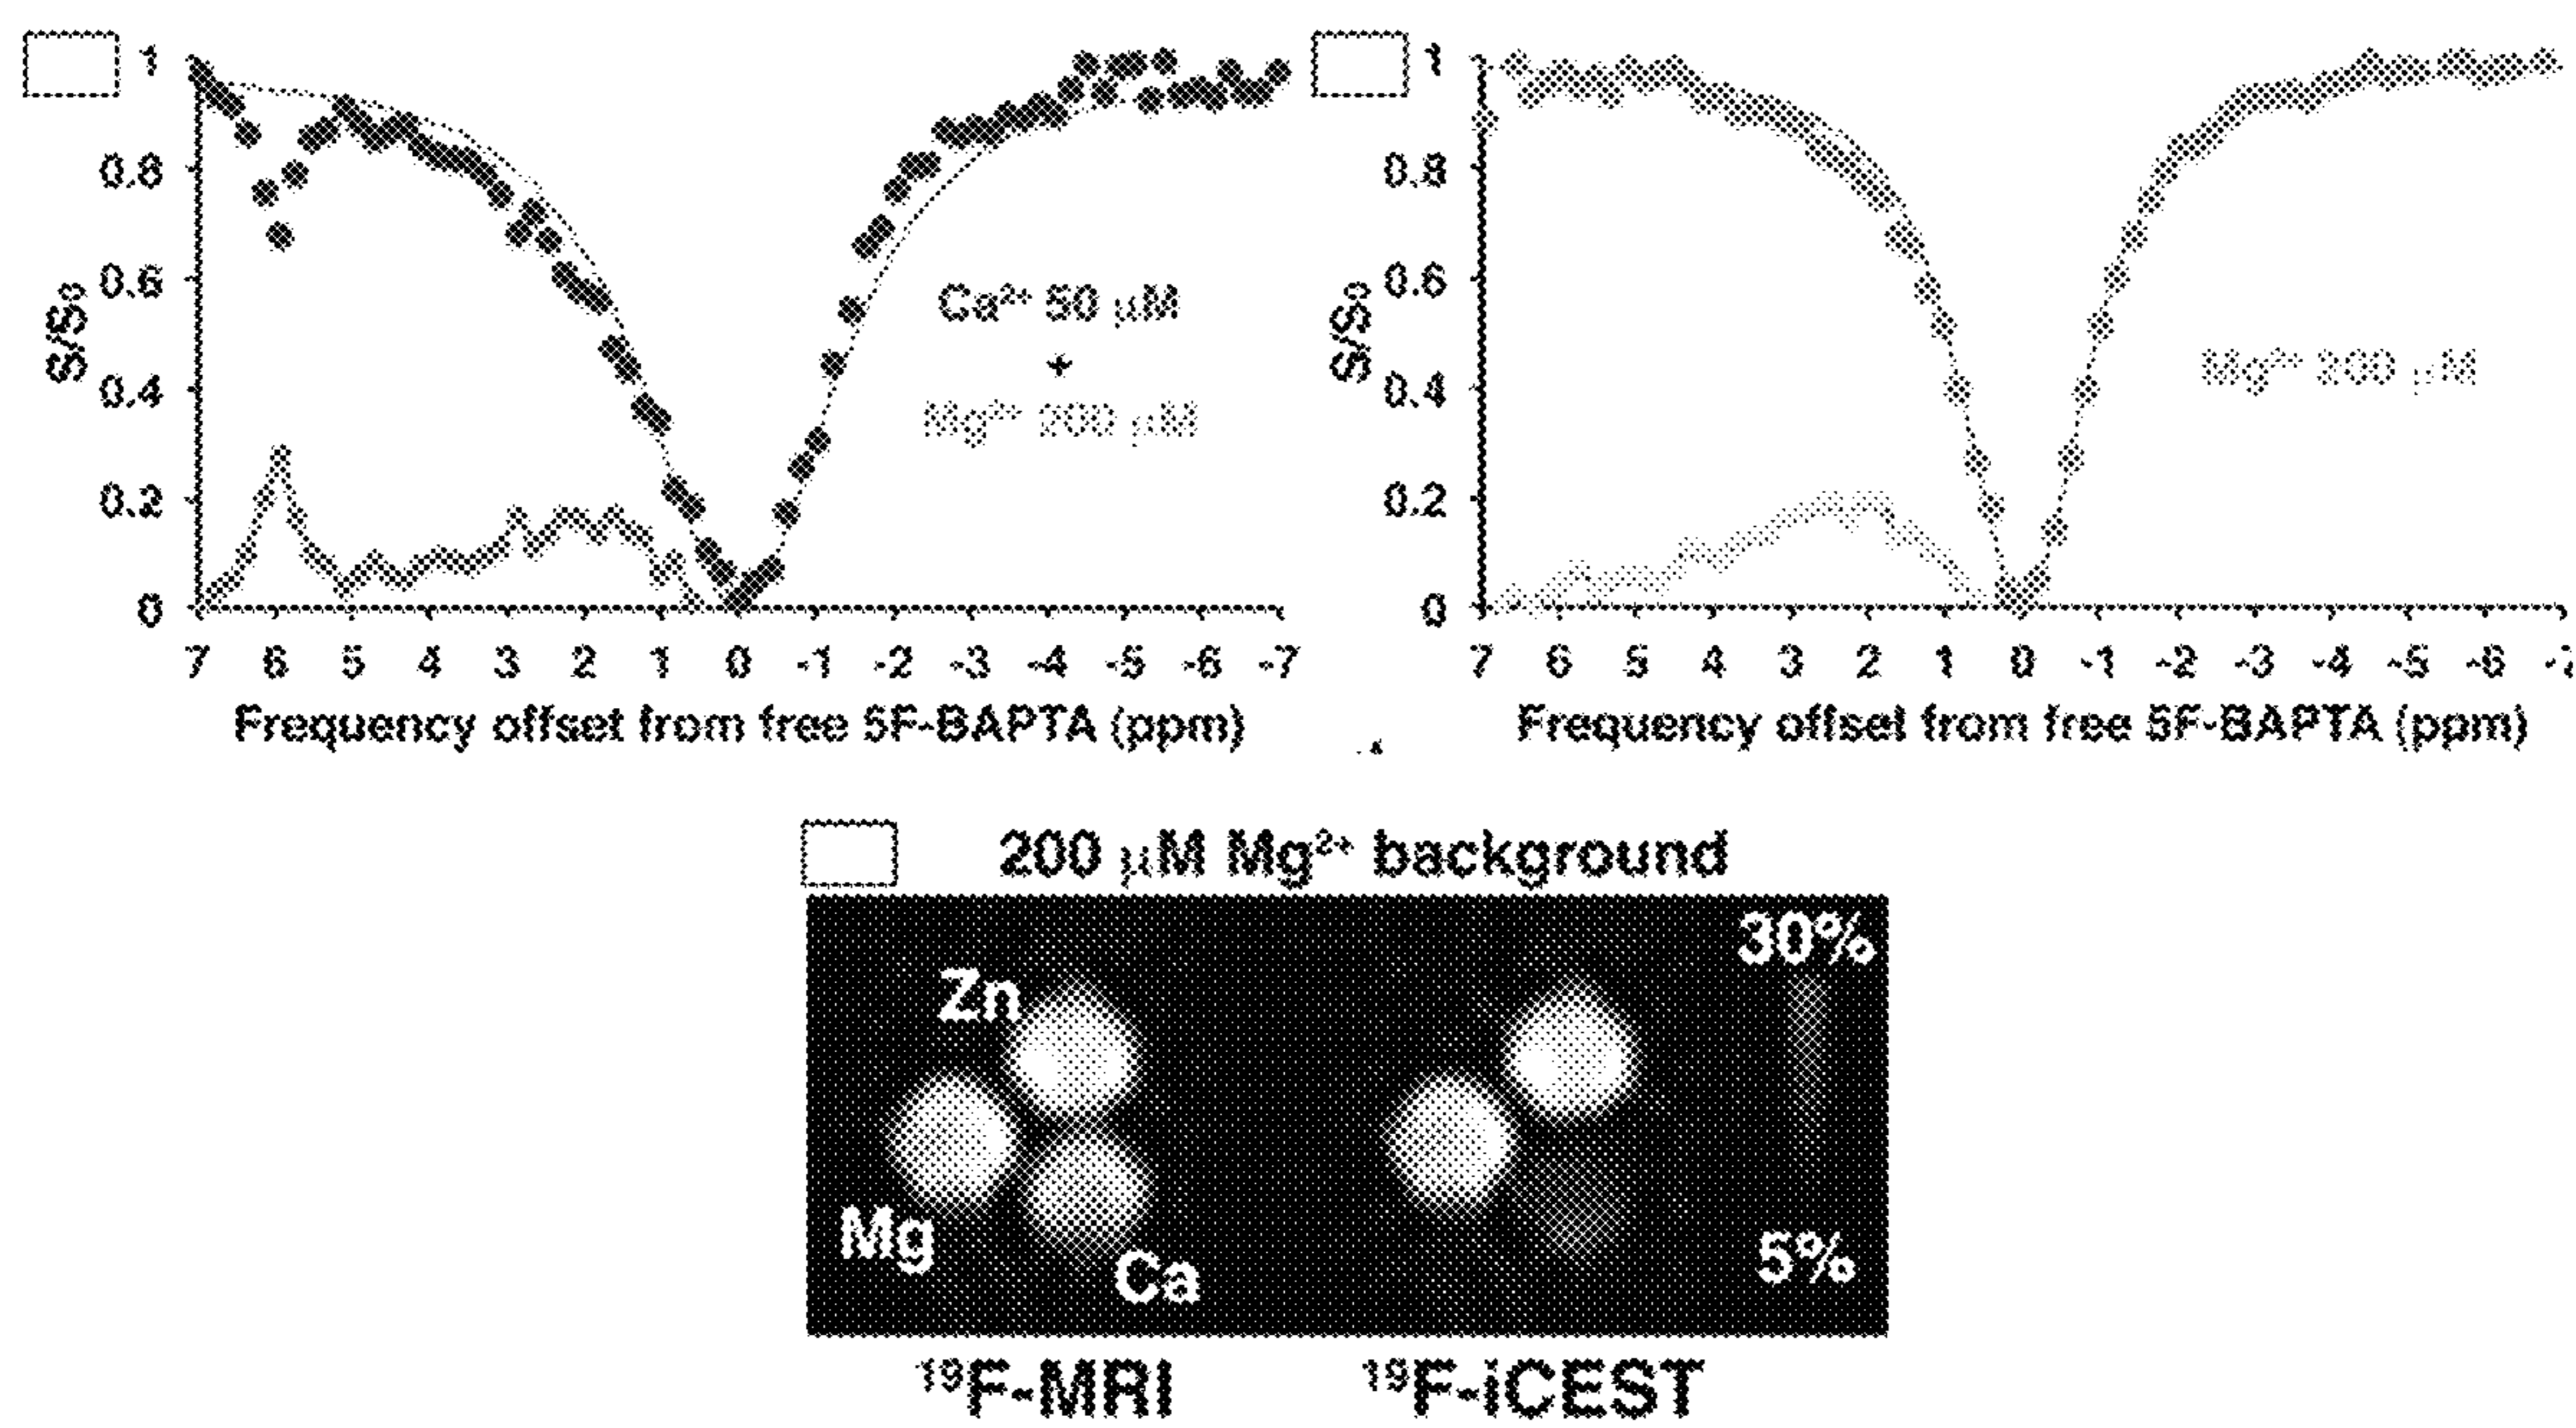 1
0.8
0.6
0.4
0.2
0
S/S₀
Ca²⁺ 50 μM
+
Mg²⁺ 200 μM
7 6 5 4 3 2 1 0 -1 -2 -3 -4 -5 -6 -7
Frequency offset from free 5F-BAPTA (ppm)
1
0.8
0.6
0.4
0.2
0
S/S₀
Mg²⁺ 200 μM
7 6 5 4 3 2 1 0 -1 -2 -3 -4 -5 -6
Frequency offset from free 5F-BAPTA (ppm)
200 μM Mg²⁺ background
30%
Zn
Mg
Ca
5%
¹⁹F-MRI ¹⁹F-iCEST